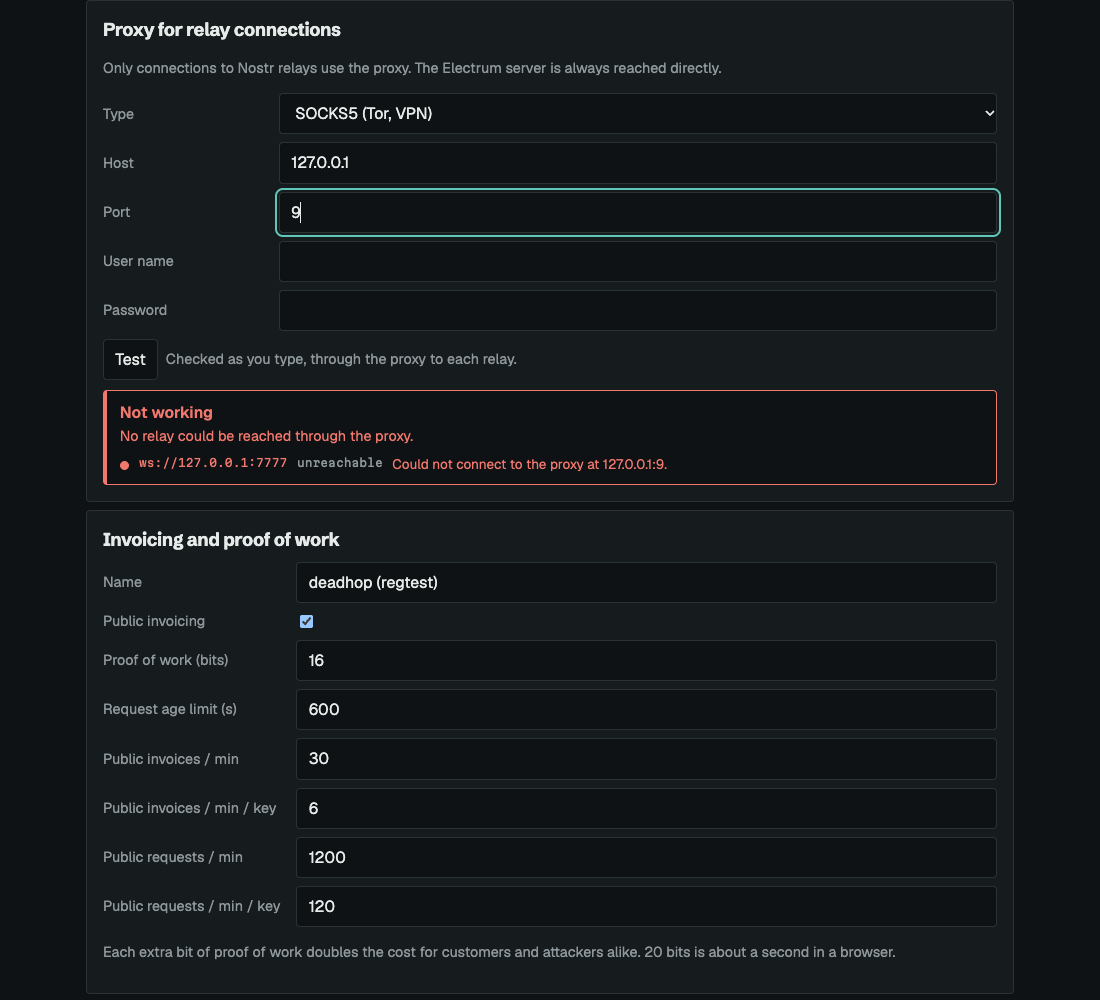 Proxy for relay connections
Only connections to Nostr relays use the proxy. The Electrum server is always reached directly.
Type SOCKS5 (Tor, VPN)
Host 127.0.0.1
Port 9
User name
Password
Test Checked as you type, through the proxy to each relay.
Not working
No relay could be reached through the proxy.
ws://127.0.0.1:7777 unreachable Could not connect to the proxy at 127.0.0.1:9.
Invoicing and proof of work
Name deadhop (regtest)
Public invoicing
Proof of work (bits) 16
Request age limit (s) 600
Public invoices / min 30
Public invoices / min / key 6
Public requests / min 1200
Public requests / min / key 120
Each extra bit of proof of work doubles the cost for customers and attackers alike. 20 bits is about a second in a browser.